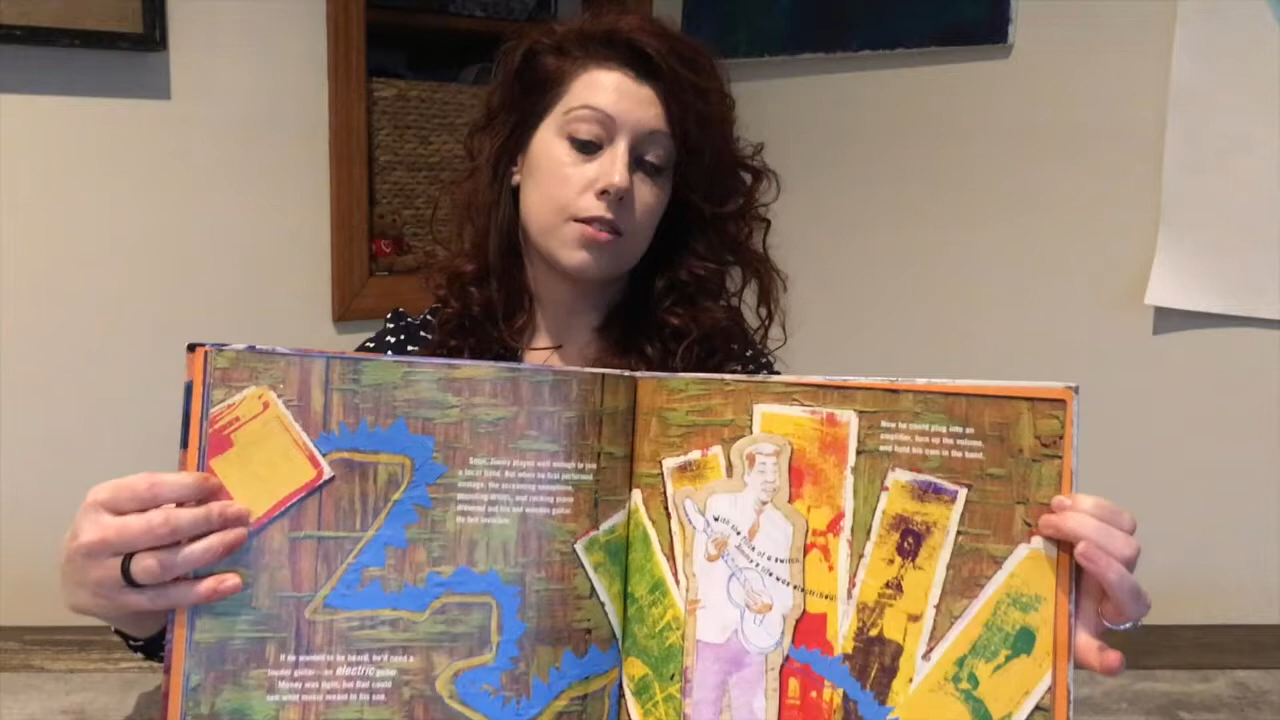 Soon, Jimmy played well enough to join
a local band. But when he first performed
onstage, the screaming saxophone,
pounding drums, and rocking piano
drowned out his old wooden guitar.
He felt invisible.
If he wanted to be heard, he'd need a
louder guitar—an electric guitar.
Money was tight, but Dad could
see what music meant to his son.
With the flick of a switch,
Jimmy's life was electrified!
Now he could plug into an
amplifier, turn up the volume,
and hold his own in the band.